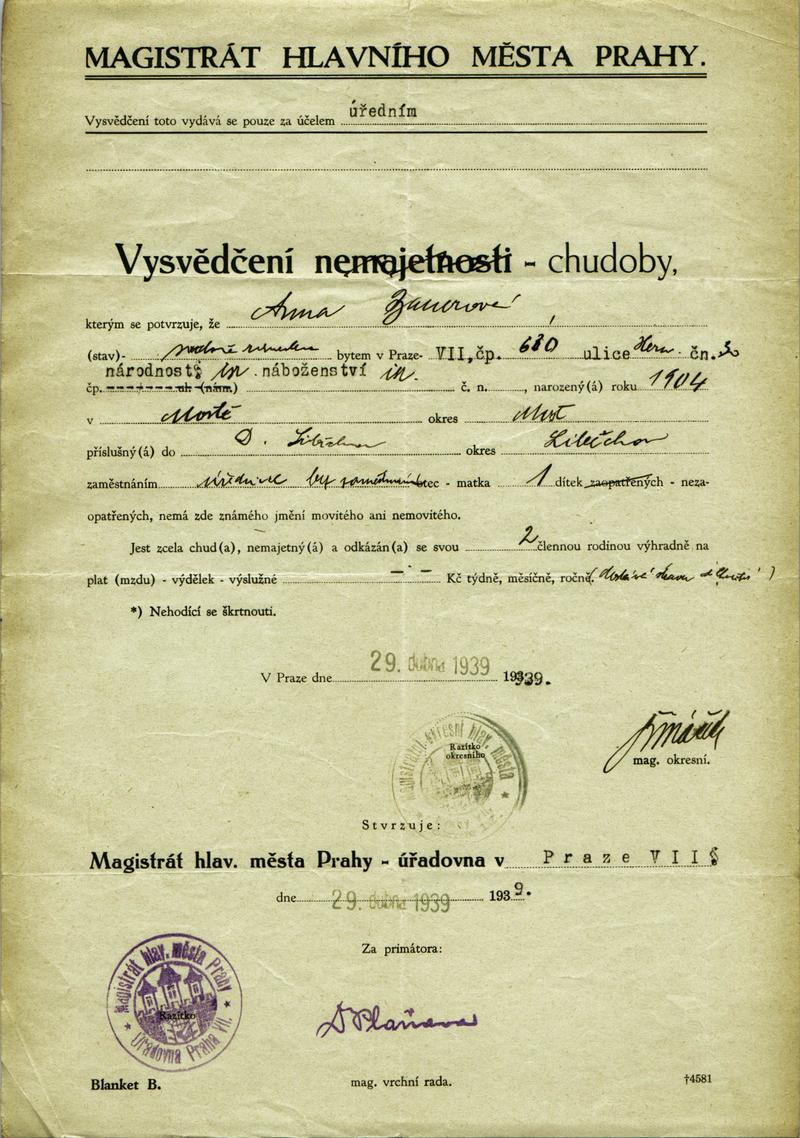 MAGISTRÁT HLAVNÍHO MĚSTA PRAHY.
Vysvědčení toto vydává se pouze za účelem úředním
Vysvědčení nemajetnosti - chudoby,
kterým se potvrzuje, že Anna
(stav)- bytem v Praze- VII, čp. 680 ulice čn.
národnosti náboženství
čp. č. n., narozený(á) roku 1904
v okres Most
příslušný(á) do okres Liběchov
zaměstnáním otec - matka 1 dítek zaopatřených - neza-
opatřených, nemá zde známého jmění movitého ani nemovitého.
Jest zcela chud(a), nemajetný(á) a odkázán(a) se svou 2 člennou rodinou výhradně na
plat (mzdu) - výdělek - výslužné - - Kč týdně, měsíčně, ročně.
*) Nehodící se škrtnouti.
V Praze dne 29. dubna 1939 1939.
Razítko
okresního
mag. okresní.
Stvrzuje:
Magistrát hlav. města Prahy - úřadovna v Praze VII
dne 29. dubna 1939 1939.
Za primátora:
Magistrát hlav. města Prahy
Razítko
Úřadovna Praha VII.
Blanket B.
mag. vrchní rada.
†4581